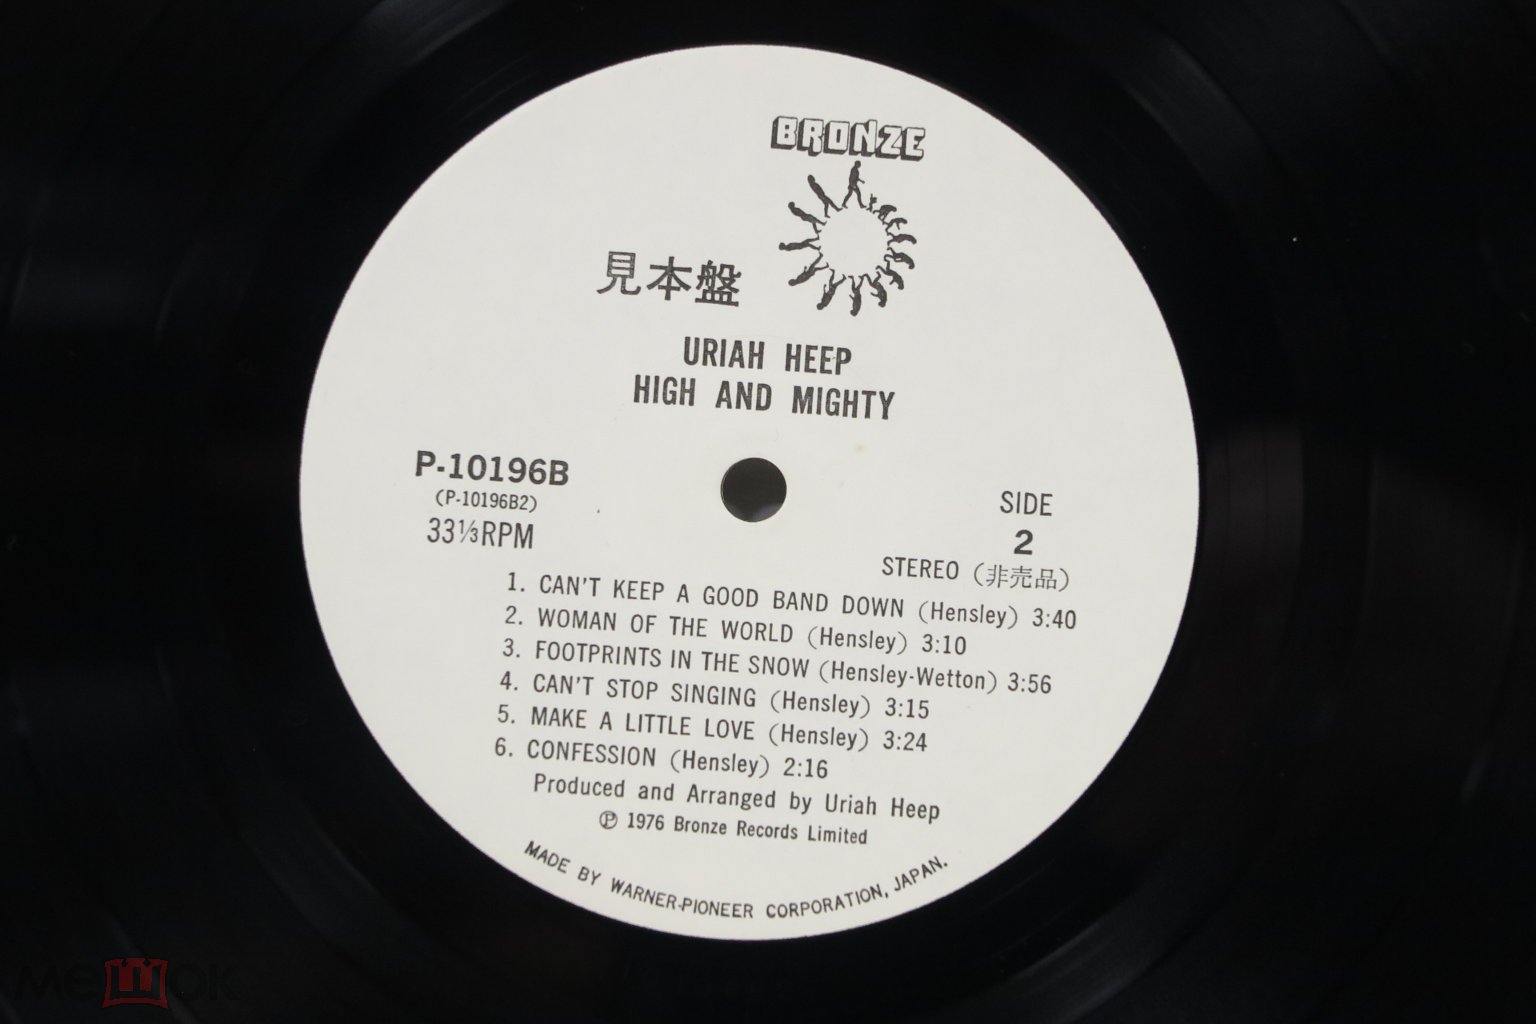 BRONZE
見本盤
URIAH HEEP
HIGH AND MIGHTY
P-10196B
(P-10196B2)
33⅓RPM
SIDE
2
STEREO (非売品)
1. CAN'T KEEP A GOOD BAND DOWN (Hensley) 3:40
2. WOMAN OF THE WORLD (Hensley) 3:10
3. FOOTPRINTS IN THE SNOW (Hensley-Wetton) 3:56
4. CAN'T STOP SINGING (Hensley) 3:15
5. MAKE A LITTLE LOVE (Hensley) 3:24
6. CONFESSION (Hensley) 2:16
Produced and Arranged by Uriah Heep
℗ 1976 Bronze Records Limited
MADE BY WARNER-PIONEER CORPORATION, JAPAN.
мешок